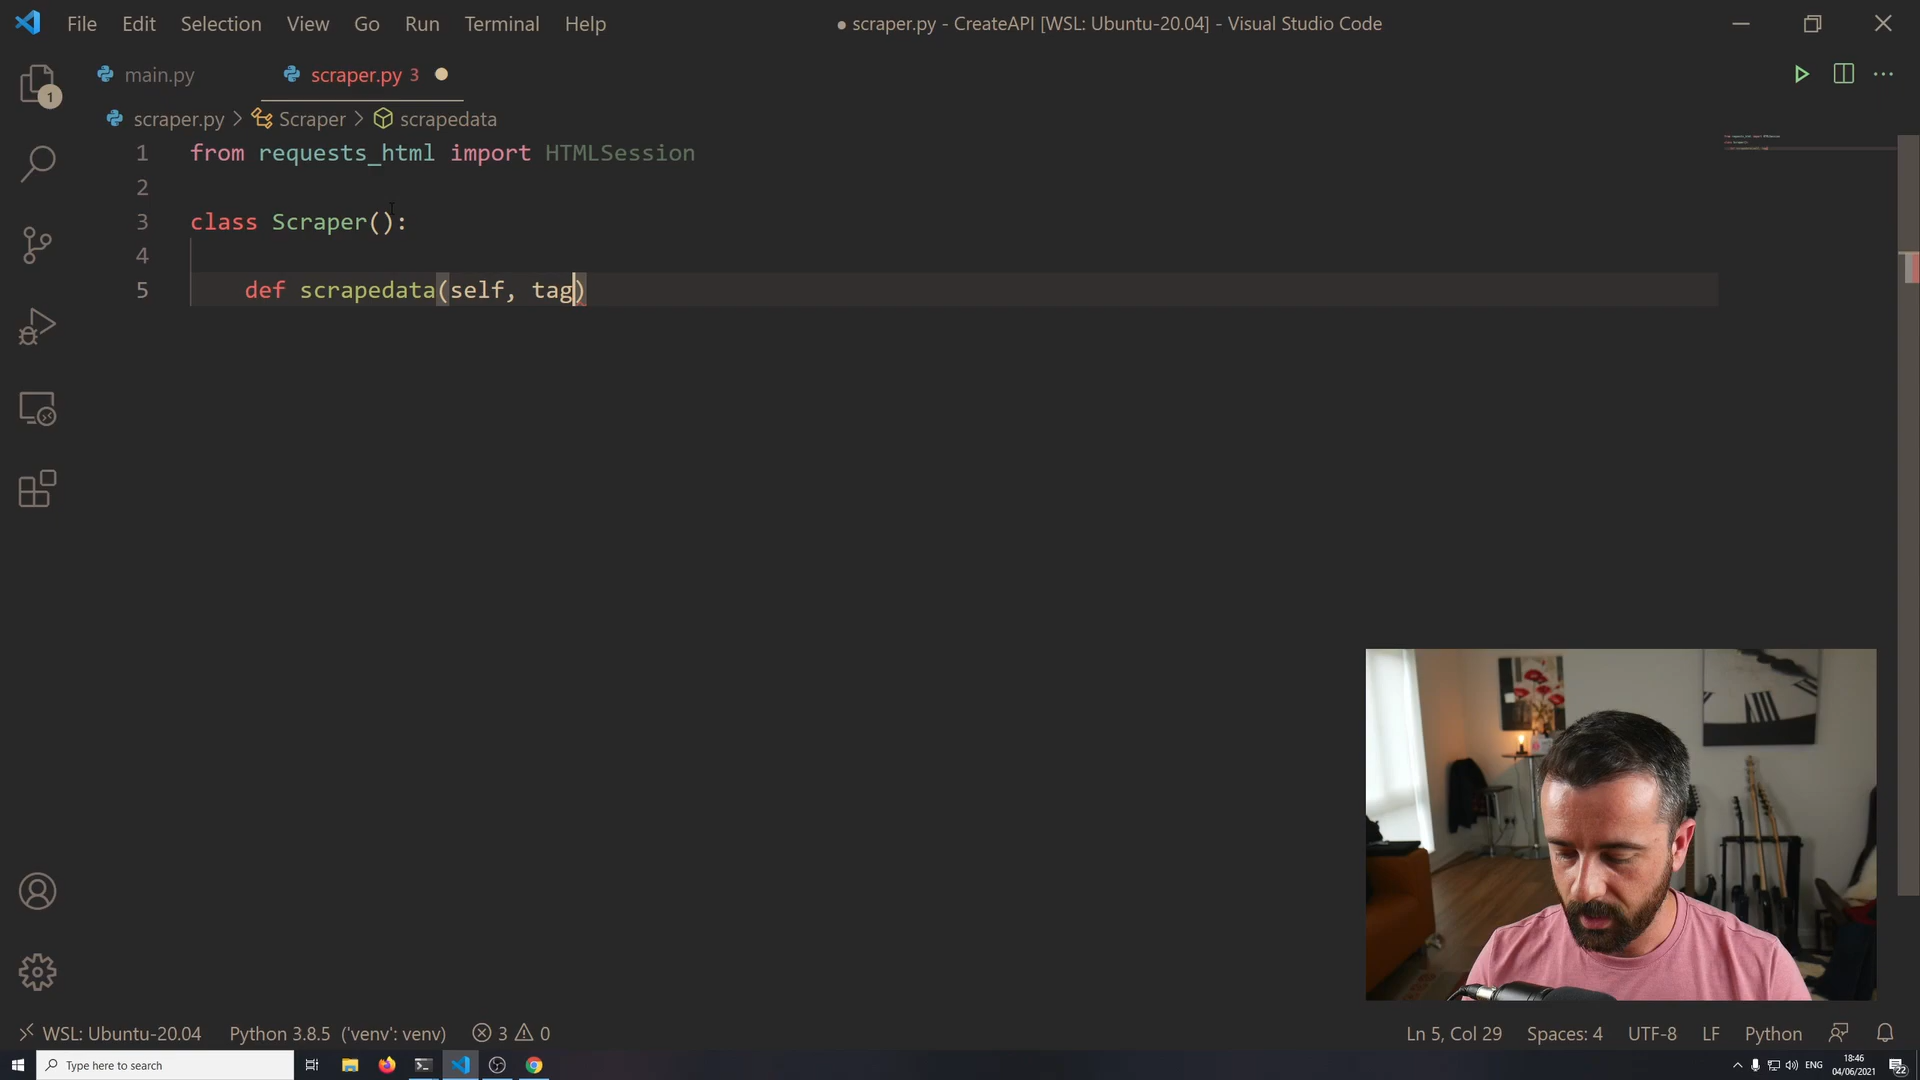 File Edit Selection View Go Run Terminal Help
● scraper.py - CreateAPI [WSL: Ubuntu-20.04] - Visual Studio Code
1
main.py
scraper.py 3
scraper.py > Scraper > scrapedata
1 from requests_html import HTMLSession
2
3 class Scraper():
4
5 def scrapedata(self, tag)
WSL: Ubuntu-20.04 Python 3.8.5 ('venv': venv) 3 0
Ln 5, Col 29 Spaces: 4 UTF-8 LF Python
Type here to search
ENG
18:46
04/06/2021
22